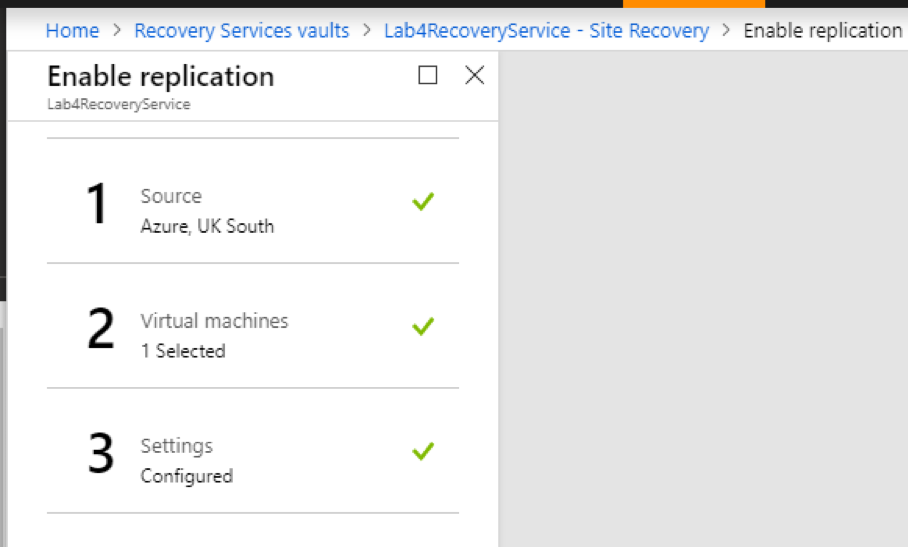 Home > Recovery Services vaults > Lab4RecoveryService - Site Recovery > Enable replication
Enable replication
Lab4RecoveryService
1
Source
Azure, UK South
2
Virtual machines
1 Selected
3
Settings
Configured